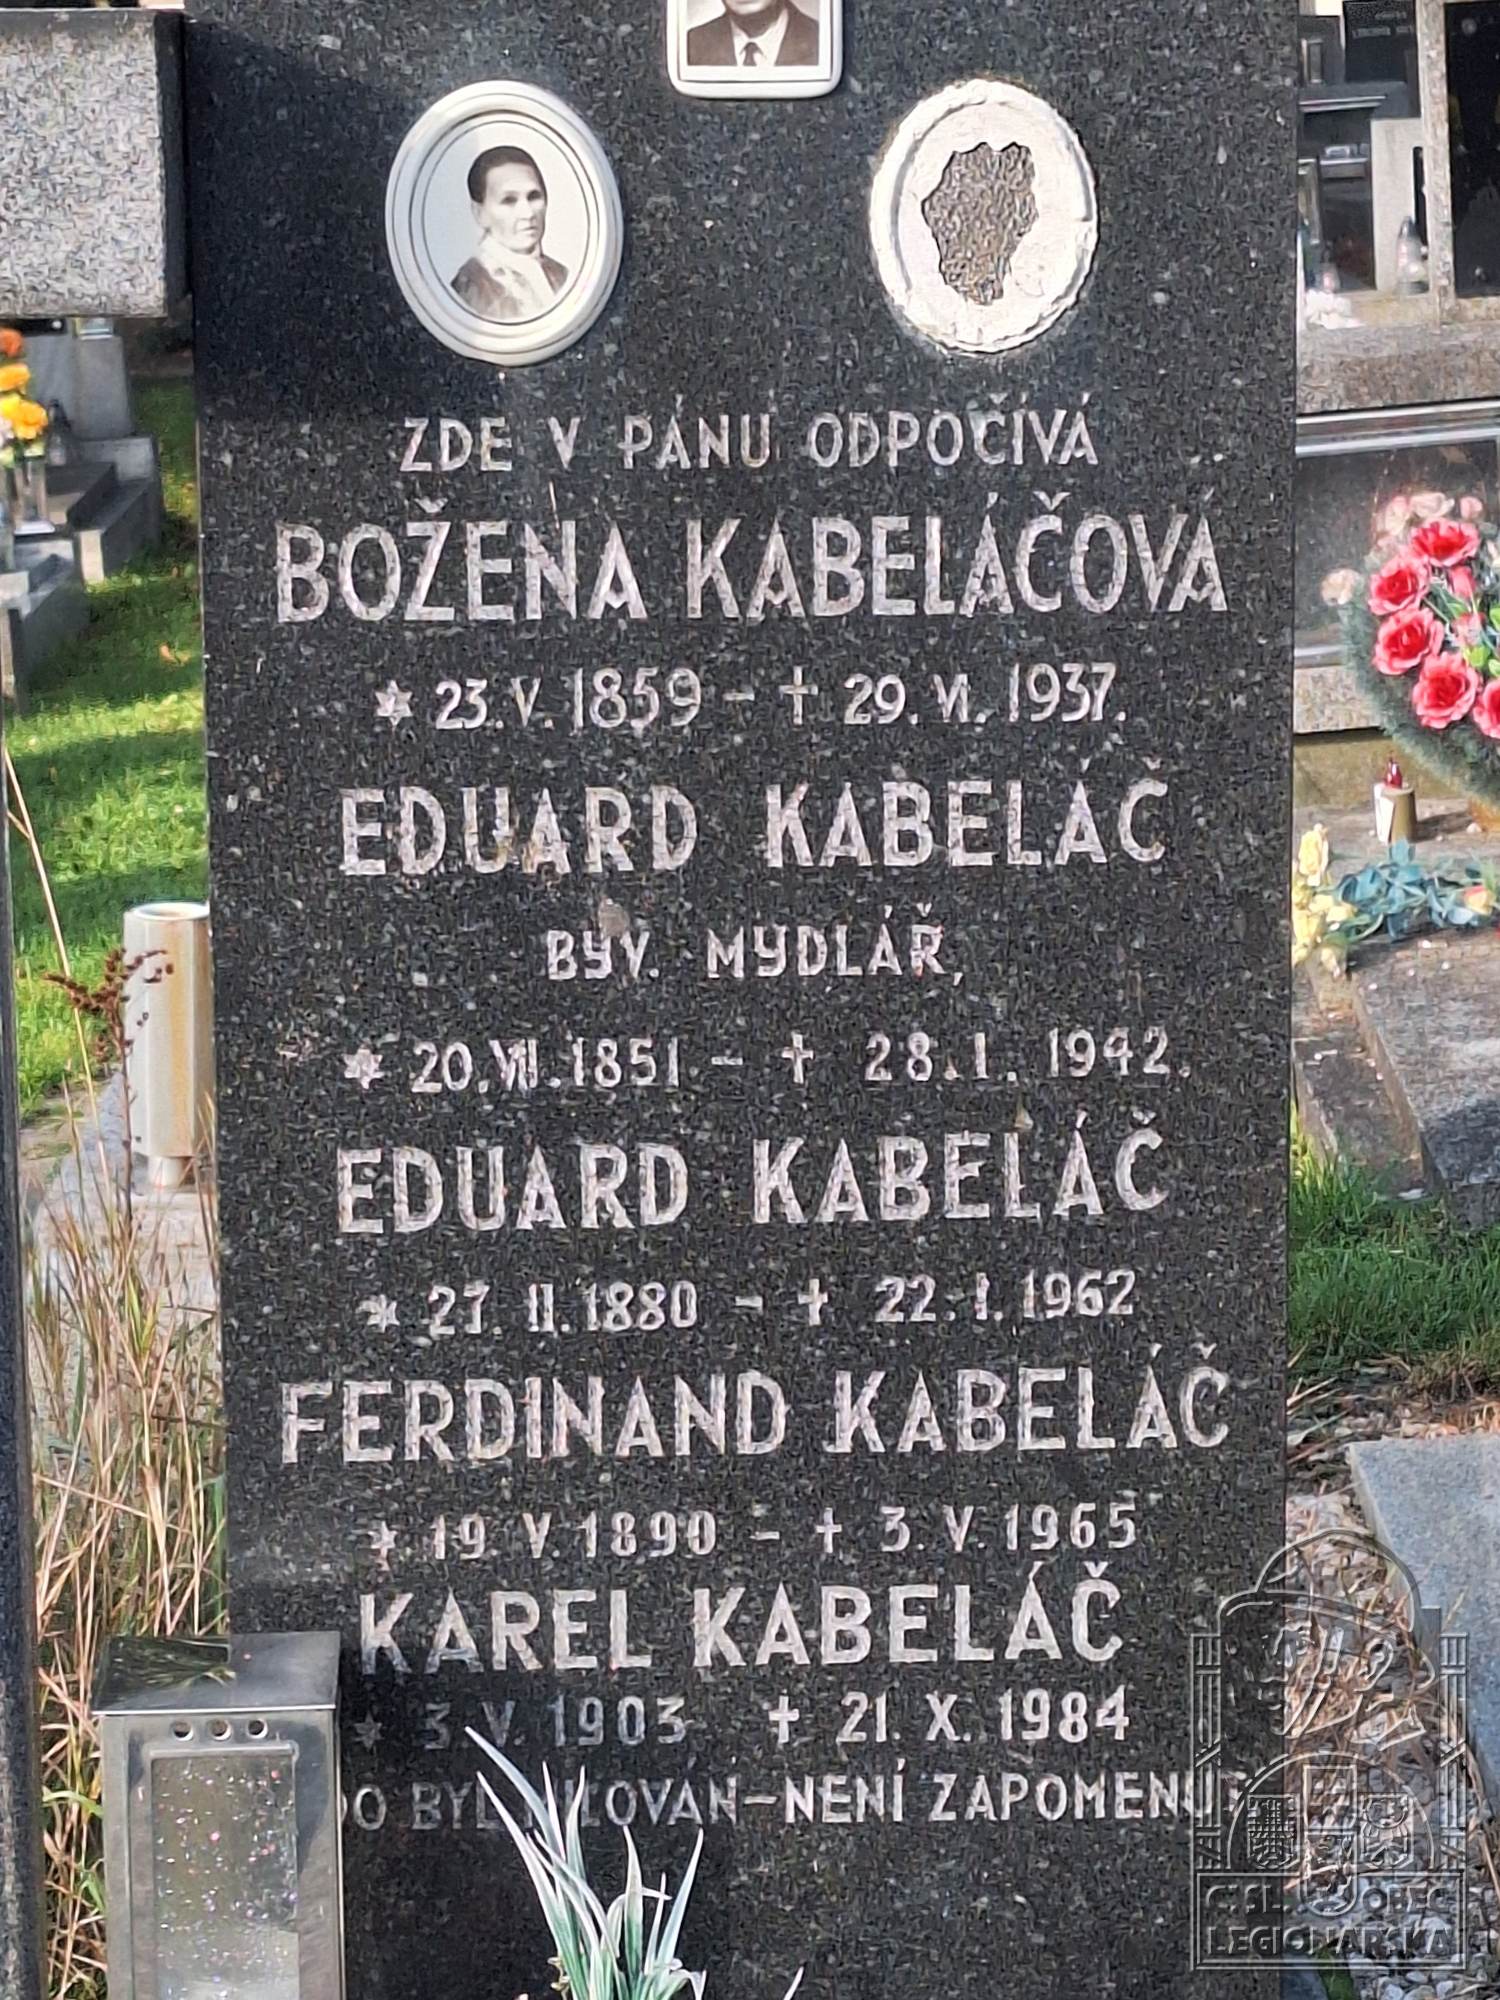 ZDE V PÁNU ODPOČÍVÁ
BOŽENA KABELÁČOVÁ
* 23. V. 1859 - † 29. VI. 1937.
EDUARD KABELÁČ
BÝV. MYDLÁŘ,
* 20. VII. 1851. - † 28. I. 1942.
EDUARD KABELÁČ
* 27. II. 1880 - † 22. I. 1962
FERDINAND KABELÁČ
* 19. V. 1890 - † 3. V. 1965
KAREL KABELÁČ
* 3. V. 1903 † 21. X. 1984
BYL - NENÍ
ČSL. OBEC
LEGIONÁŘSKÁ